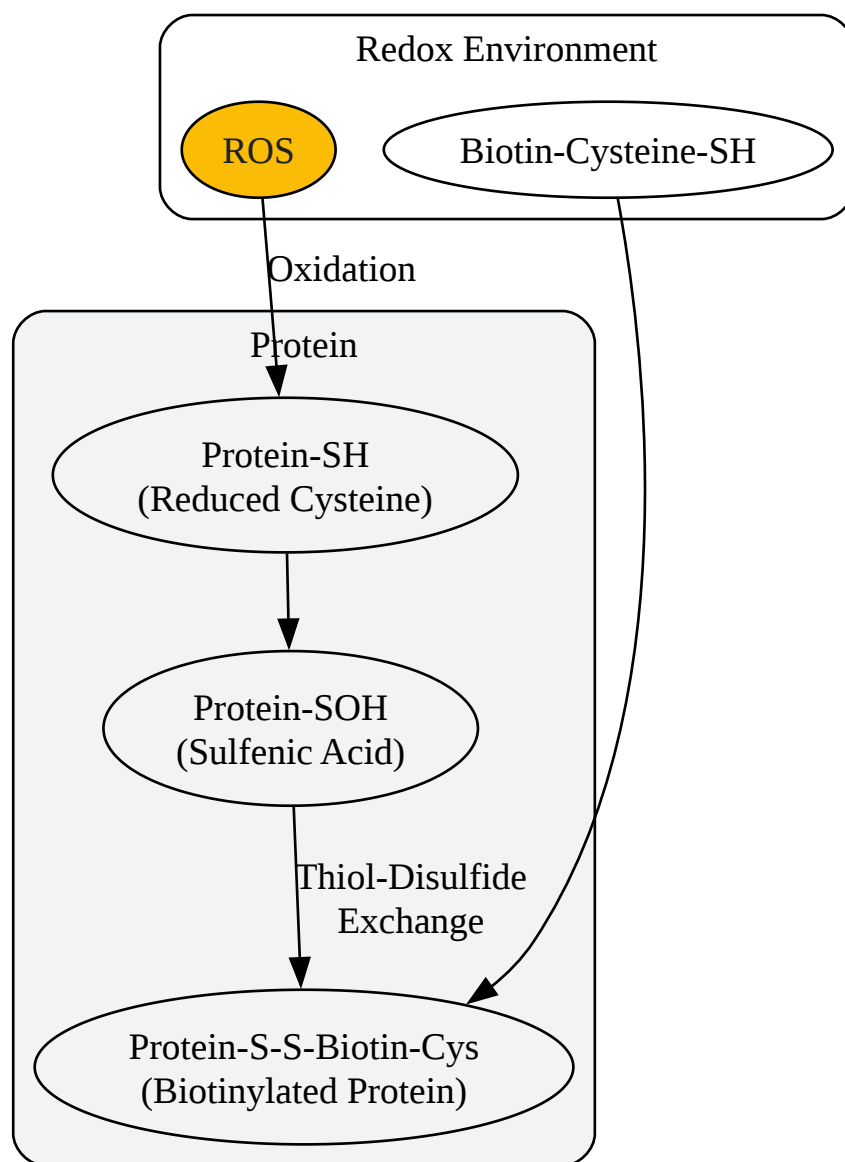 Redox Environment
ROS
Biotin-Cysteine-SH
Oxidation
Protein
Protein-SH
(Reduced Cysteine)
Protein-SOH
(Sulfenic Acid)
Thiol-Disulfide
Exchange
Protein-S-S-Biotin-Cys
(Biotinylated Protein)